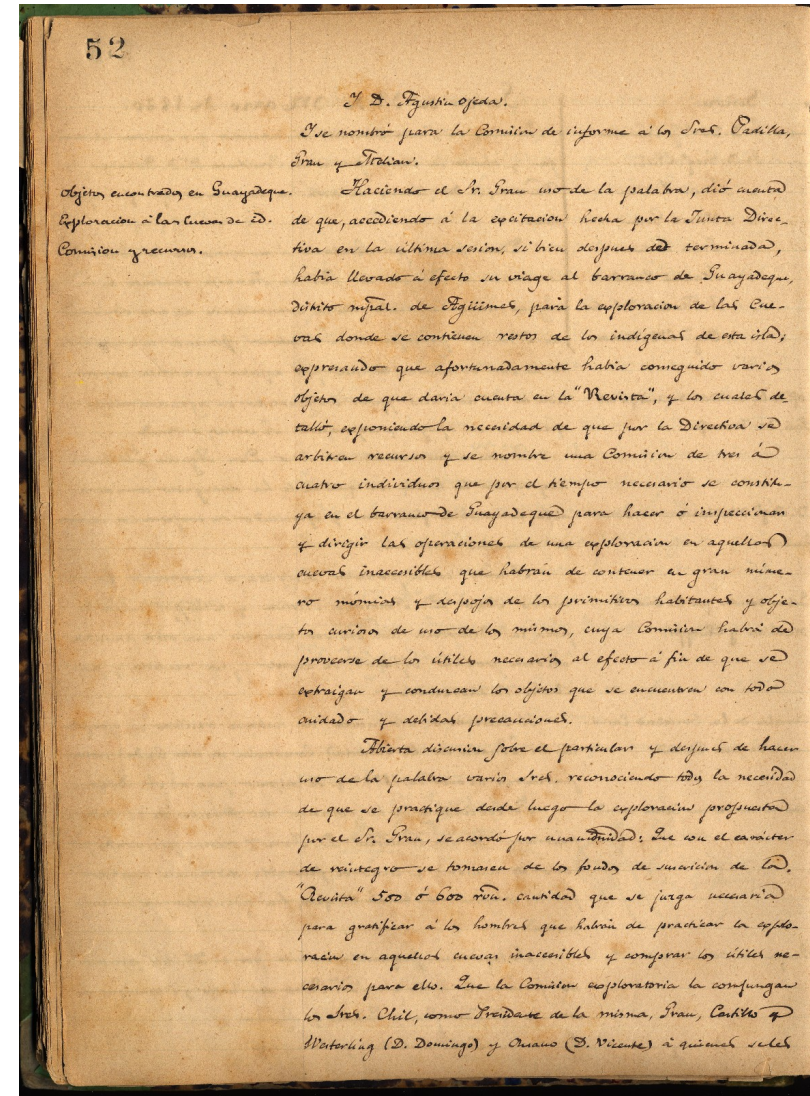 52
Y D. Agustin Ojeda.
Y se nombró para la Comision de informe á los Sres. Padilla,
Grau y
Objetos encontrados en Guayadeque.
Exploracion á las Cuevas de id.
Comision y recursos.
Haciendo el Sr. Grau uso de la palabra, dió cuenta
de que, accediendo á la excitacion hecha por la Junta Direc-
tiva en la última sesion, si bien despues de terminada,
habia llevado á efecto su viage al barranco de Guayadeque,
distrito mpal. de Agüimes, para la exploracion de las Cue-
vas donde se contienen restos de los indígenas de esta isla;
expresando que afortunadamente habia conseguido varios
objetos de que daria cuenta en la "Revista", y los cuales de-
talló, exponiendo la necesidad de que por la Directiva se
arbitren recursos y se nombre una Comision de tres á
cuatro individuos que por el tiempo necesario se constitu-
ya en el barranco de Guayadeque para hacer ó inspeccionar
y dirigir las operaciones de una exploracion en aquellas
cuevas inaccesibles que habrán de contener en gran núme-
ro mómias y despojos de los primitivos habitantes y obje-
tos curiosos de uso de los mismos, cuya Comision habrá de
proveerse de los útiles necesarios al efecto á fin de que se
extraigan y conduzcan los objetos que se encuentren con todo
cuidado y debidas precauciones.
Abierta discusion sobre el particular y despues de hacer
uso de la palabra varios Sres. reconociendo todos la necesidad
de que se practique desde luego la exploracion propuesta
por el Sr. Grau, se acordó por unanimidad: Que con el carácter
de reintegro se tomasen de los fondos de suscricion de la
"Revista" 500 ó 600 rvn. cantidad que se juzga necesaria
para gratificar á los hombres que habrán de practicar la explo-
racion en aquellas cuevas inaccesibles y comprar los útiles ne-
cesarios para ello. Que la Comision exploratoria la compongan
los Sres. Chil, como Presidente de la misma, Grau, Castillo y
Westerling (D. Domingo) y (D. Vicente) á quienes se les